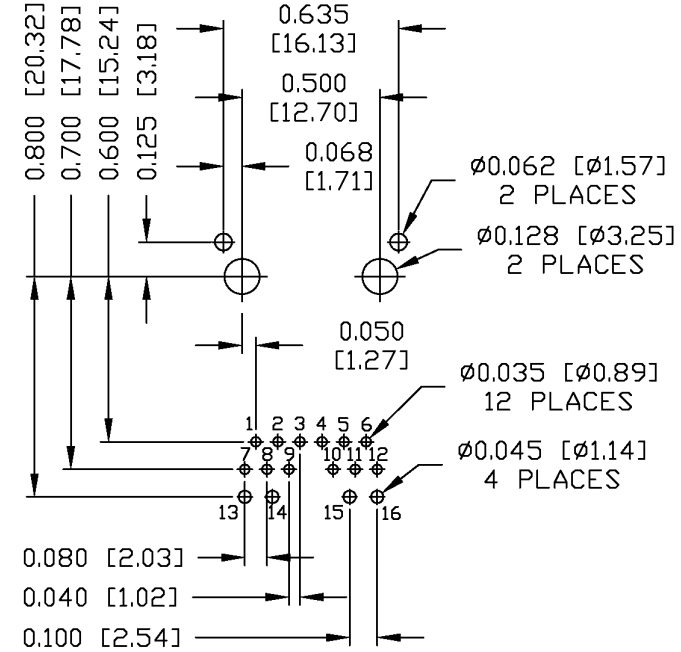 0.635
[16.13]
0.500
[12.70]
0.068
[1.71]
0.800 [20.32]
0.700 [17.78]
0.600 [15.24]
0.125 [3.18]
Ø0.062 [Ø1.57]
2 PLACES
Ø0.128 [Ø3.25]
2 PLACES
0.050
[1.27]
Ø0.035 [Ø0.89]
12 PLACES
1 2 3 4 5 6
7 8 9 10 11 12
Ø0.045 [Ø1.14]
4 PLACES
13 14 15 16
0.080 [2.03]
0.040 [1.02]
0.100 [2.54]